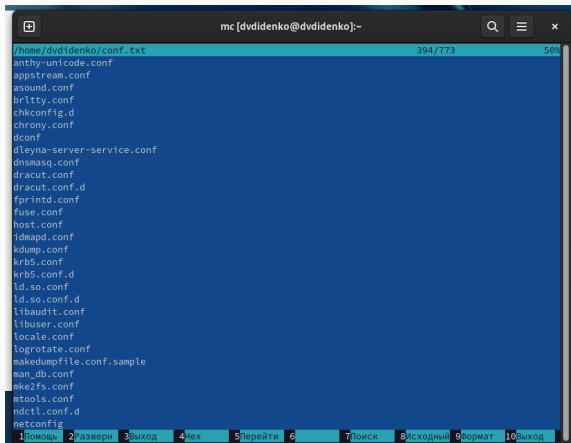 mc [dvdidenko@dvdidenko]:~
/home/dvdidenko/conf.txt 394/773 50%
anthy-unicode.conf
appstream.conf
asound.conf
brltty.conf
chkconfig.d
chrony.conf
dconf
dleyna-server-service.conf
dnsmasq.conf
dracut.conf
dracut.conf.d
fprintd.conf
fuse.conf
host.conf
idmapd.conf
kdump.conf
krb5.conf
krb5.conf.d
ld.so.conf
ld.so.conf.d
libaudit.conf
libuser.conf
locale.conf
logrotate.conf
makedumpfile.conf.sample
man_db.conf
mke2fs.conf
mtools.conf
ndctl.conf.d
netconfig
1Помощь 2Разверн 3Выход 4Hex 5Перейти 6 7Поиск 8Исходный 9Формат 10Выход